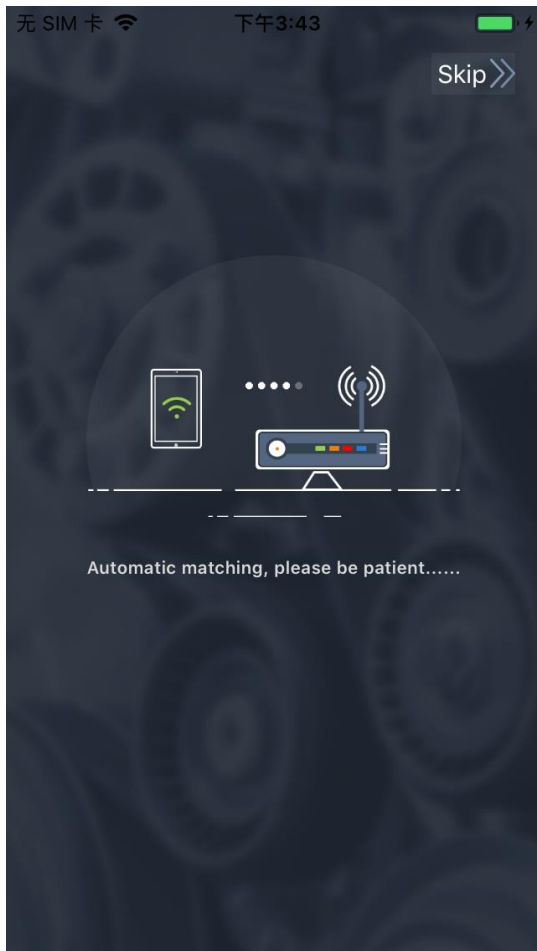 无 SIM 卡 下午3:43
Skip
Automatic matching, please be patient......